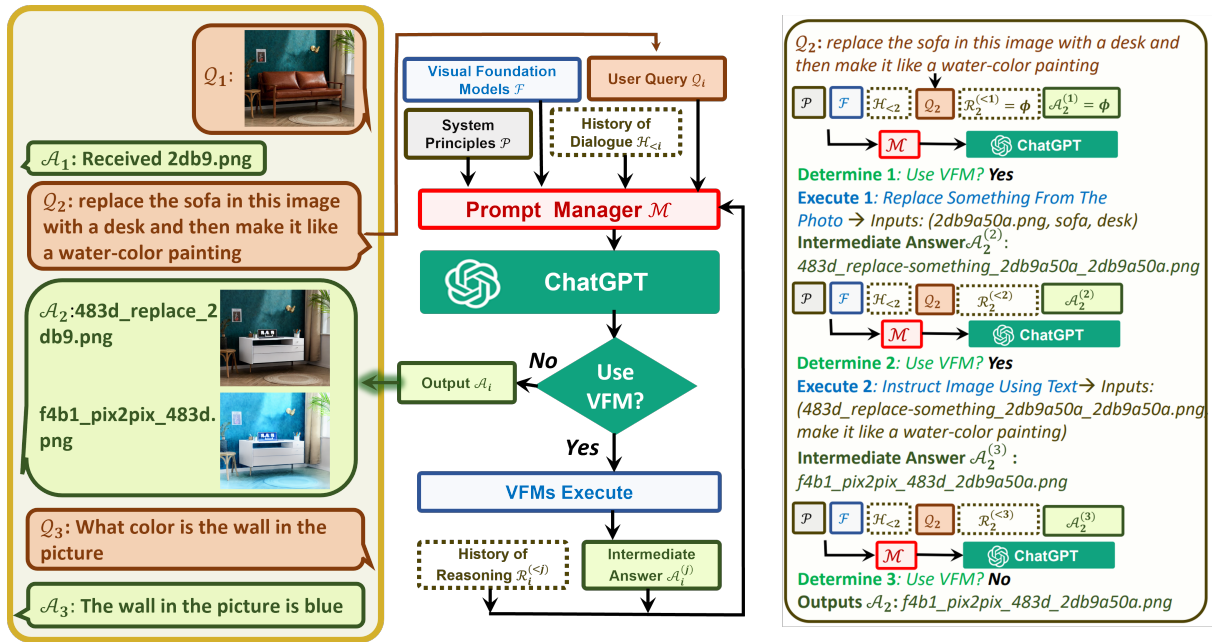 Q₁:
A₁: Received 2db9.png
Q₂: replace the sofa in this image
with a desk and then make it like
a water-color painting
A₂:483d_replace_2
db9.png
f4b1_pix2pix_483d.
png
Q₃: What color is the wall in the
picture
A₃: The wall in the picture is blue
Visual Foundation
Models F
User Query Qᵢ
System
Principles P
History of
Dialogue H<ᵢ
Prompt Manager M
ChatGPT
Use
VFM?
No
Output Aᵢ
Yes
VFMs Execute
History of
Reasoning Rᵢ^(<j)
Intermediate
Answer Aᵢ^(j)
Q₂: replace the sofa in this image with a desk and
then make it like a water-color painting
P F H<₂ Q₂ R₂^(<1) = ϕ A₂^(1) = ϕ
M ChatGPT
Determine 1: Use VFM? Yes
Execute 1: Replace Something From The
Photo → Inputs: (2db9a50a.png, sofa, desk)
Intermediate Answer A₂^(2):
483d_replace-something_2db9a50a_2db9a50a.png
P F H<₂ Q₂ R₂^(<2) A₂^(2)
M ChatGPT
Determine 2: Use VFM? Yes
Execute 2: Instruct Image Using Text→ Inputs:
(483d_replace-something_2db9a50a_2db9a50a.png,
make it like a water-color painting)
Intermediate Answer A₂^(3) :
f4b1_pix2pix_483d_2db9a50a.png
P F H<₂ Q₂ R₂^(<3) A₂^(3)
M ChatGPT
Determine 3: Use VFM? No
Outputs A₂: f4b1_pix2pix_483d_2db9a50a.png